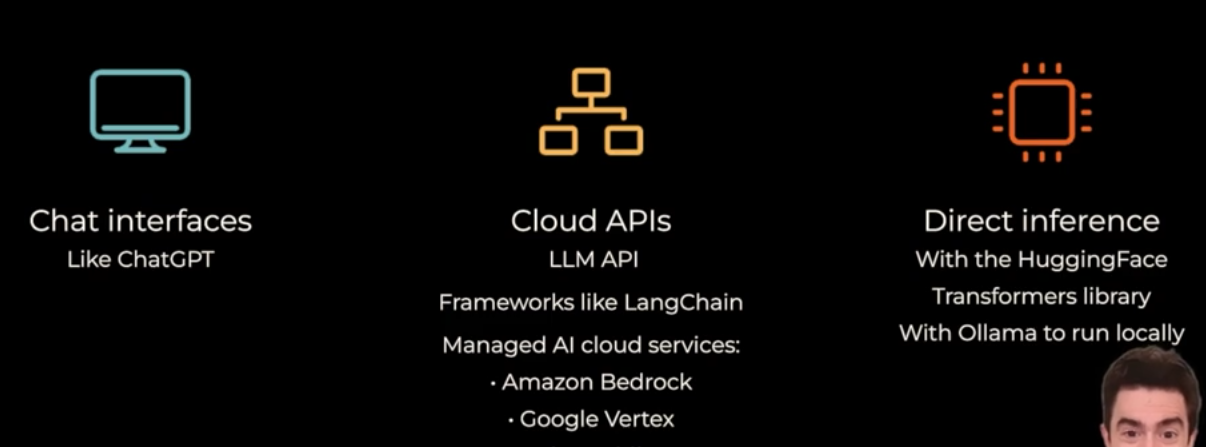 Chat interfaces
Like ChatGPT
Cloud APIs
LLM API
Frameworks like LangChain
Managed AI cloud services:
• Amazon Bedrock
• Google Vertex
Direct inference
With the HuggingFace
Transformers library
With Ollama to run locally